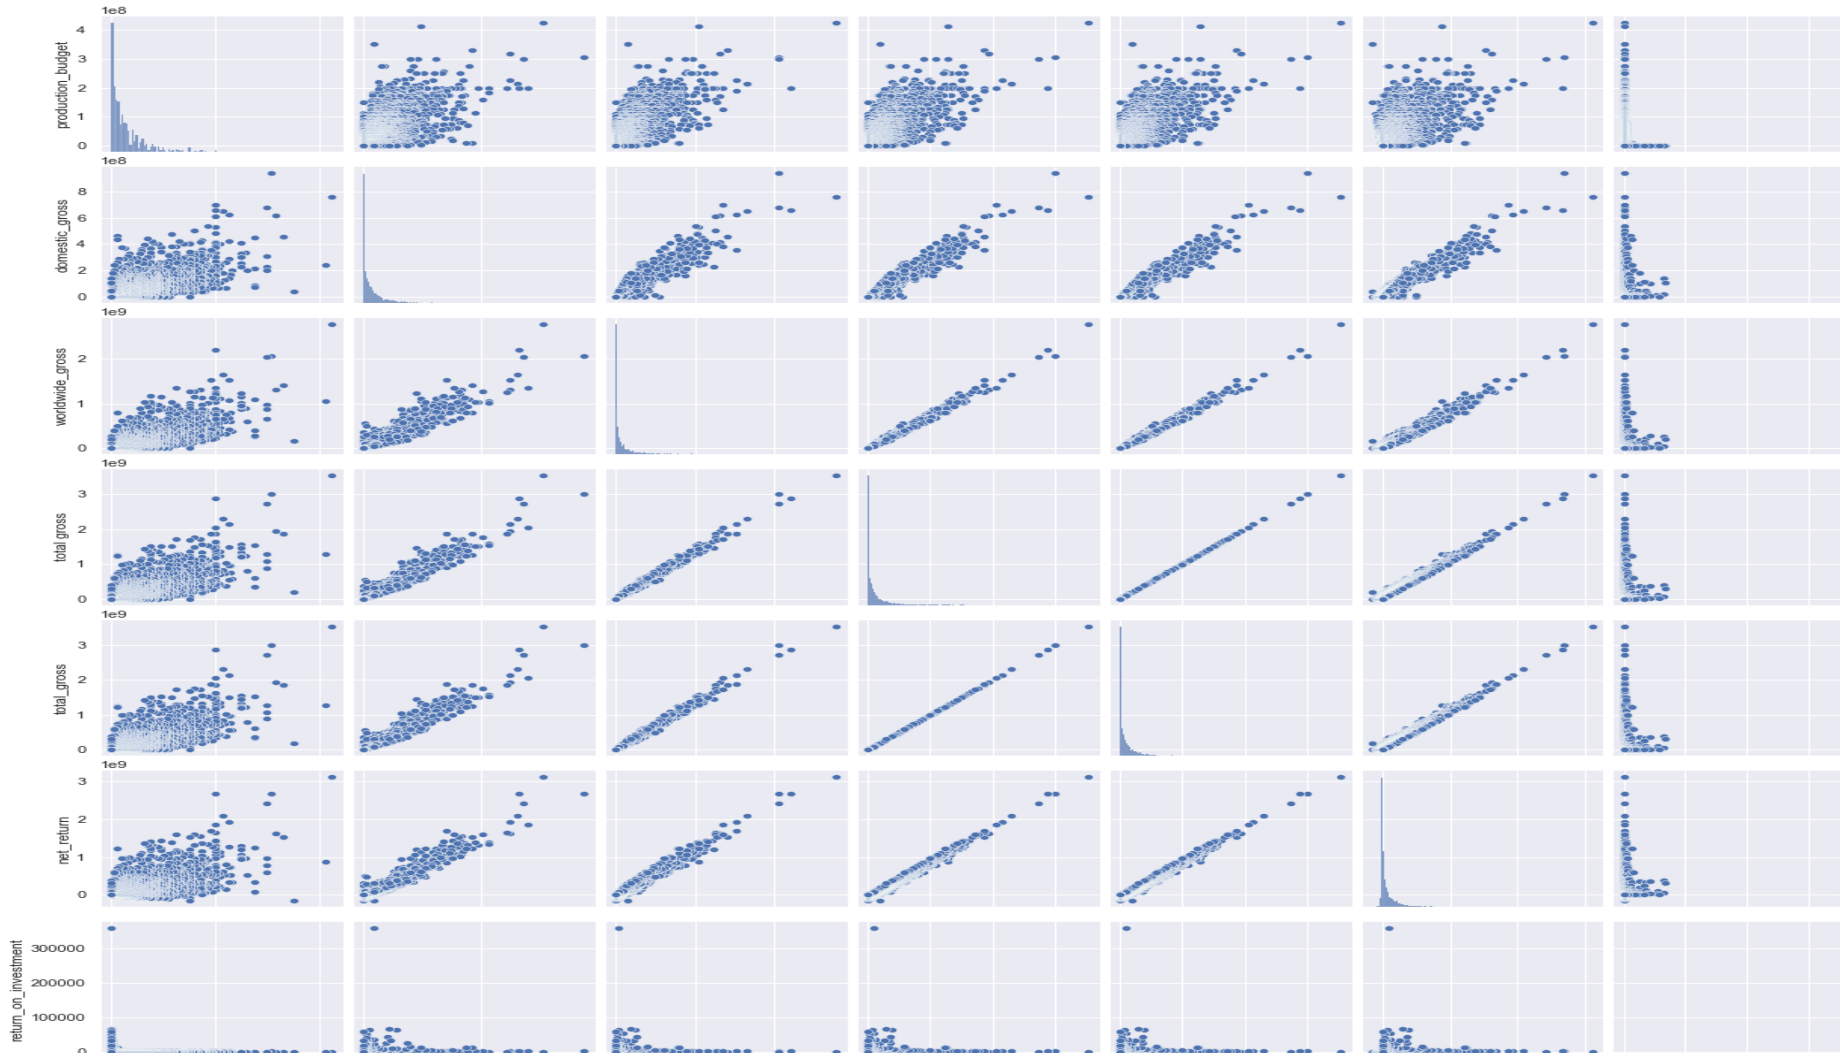 1e8
4
3
2
1
0
production_budget
1e8
8
6
4
2
0
domestic_gross
1e9
2
1
0
worldwide_gross
1e9
3
2
1
0
total gross
1e9
3
2
1
0
total_gross
1e9
3
2
1
0
net_return
300000
200000
100000
0
return_on_investment